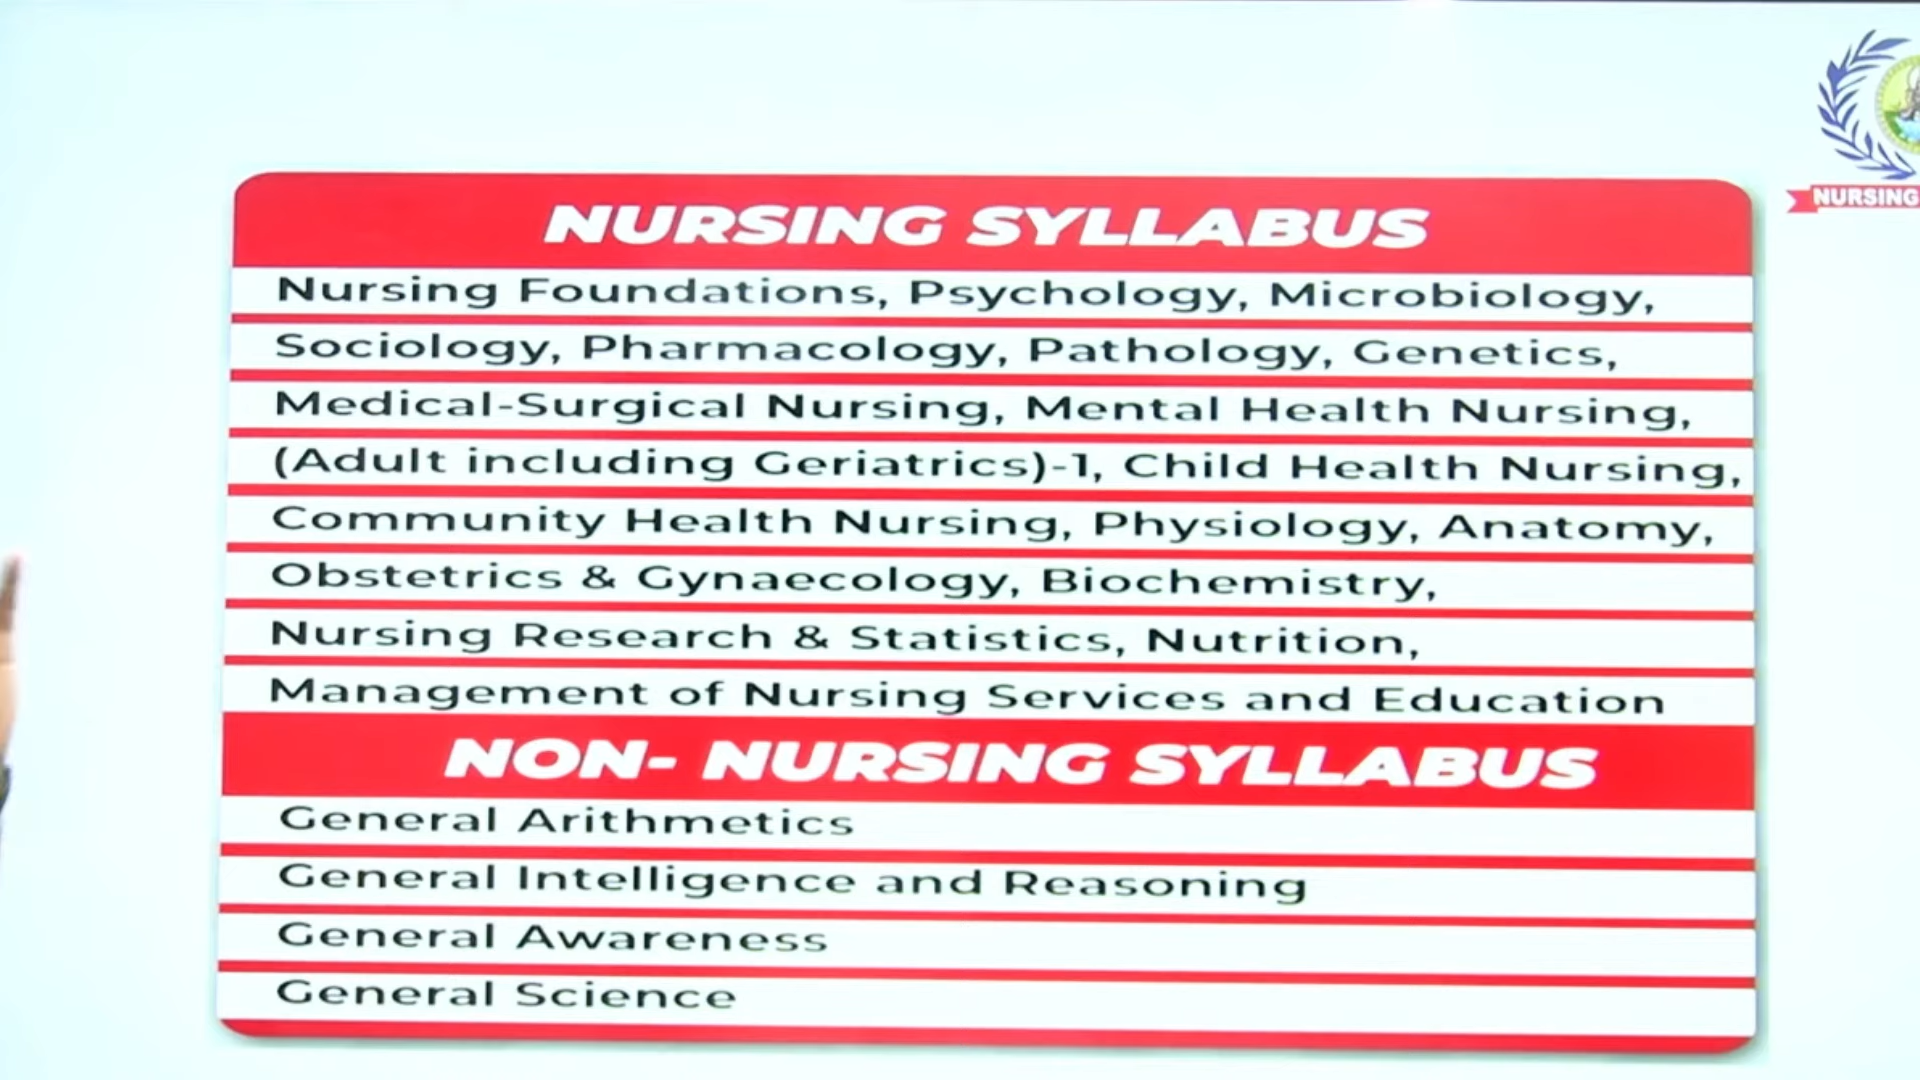 NURSING
NURSING SYLLABUS
Nursing Foundations, Psychology, Microbiology,
Sociology, Pharmacology, Pathology, Genetics,
Medical-Surgical Nursing, Mental Health Nursing,
(Adult including Geriatrics)-1, Child Health Nursing,
Community Health Nursing, Physiology, Anatomy,
Obstetrics & Gynaecology, Biochemistry,
Nursing Research & Statistics, Nutrition,
Management of Nursing Services and Education
NON- NURSING SYLLABUS
General Arithmetics
General Intelligence and Reasoning
General Awareness
General Science